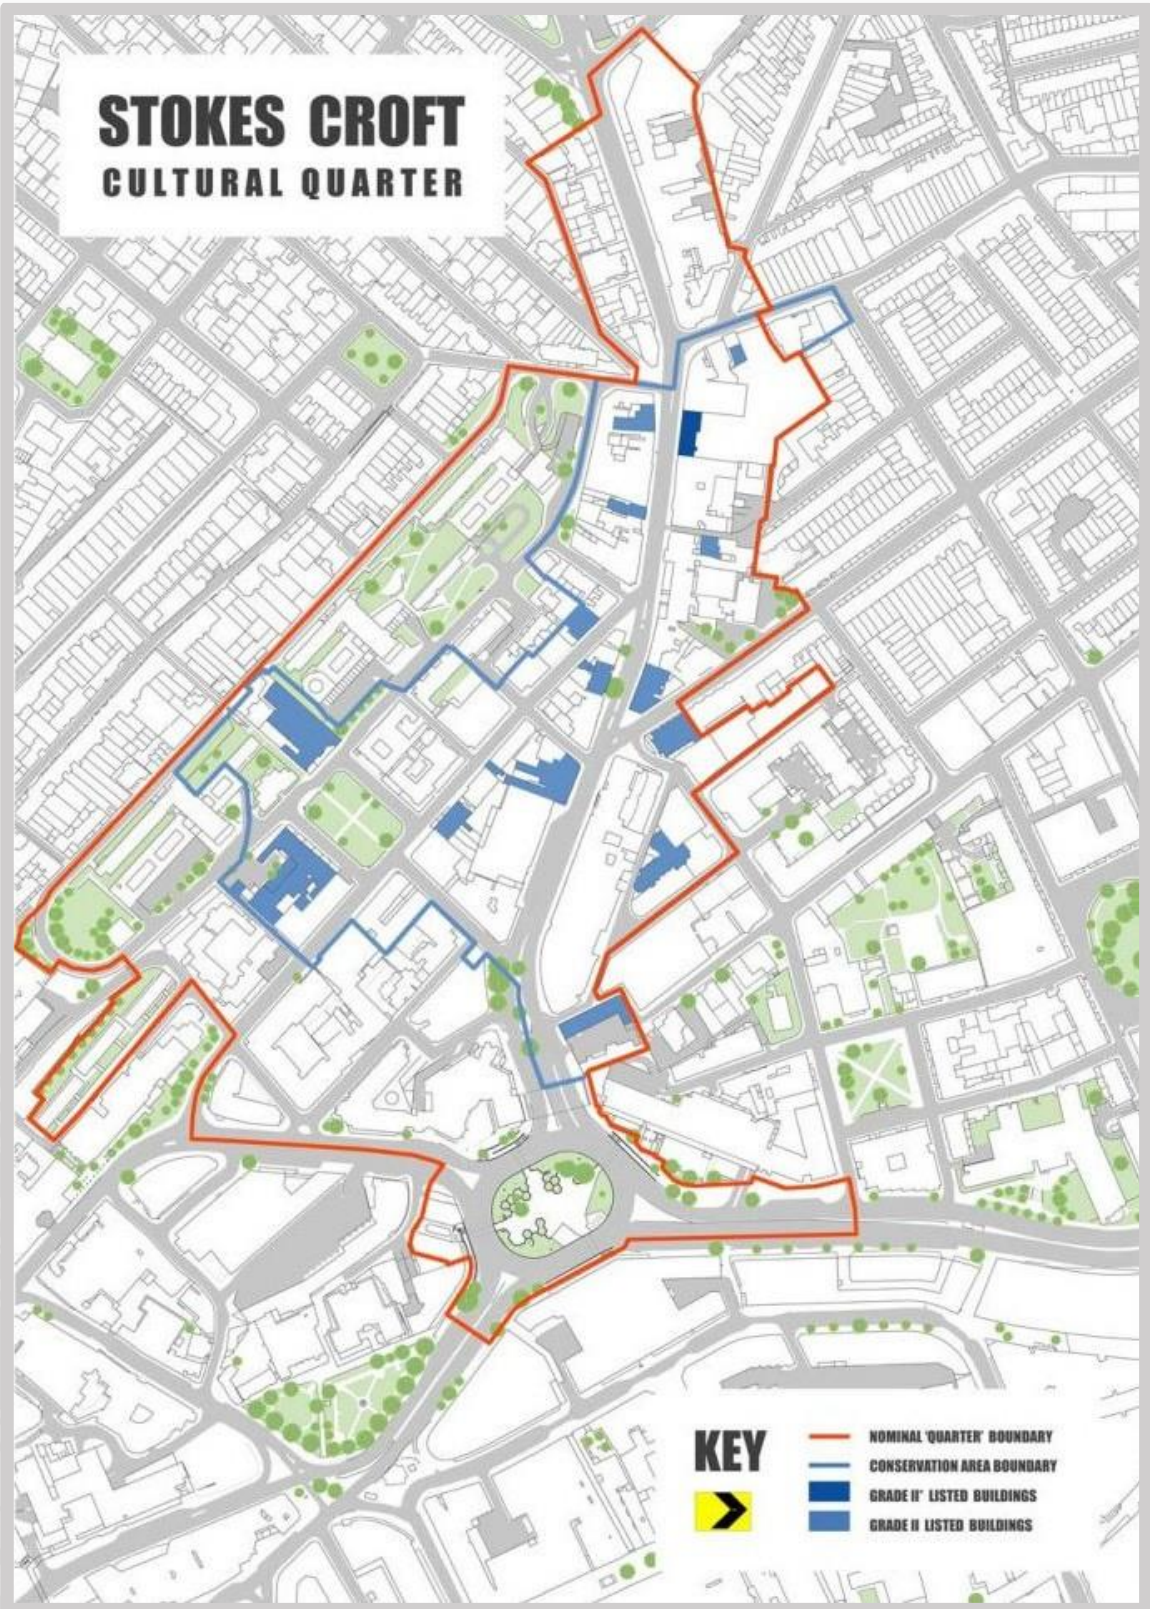 STOKES CROFT
CULTURAL QUARTER
KEY
NOMINAL 'QUARTER' BOUNDARY
CONSERVATION AREA BOUNDARY
GRADE II* LISTED BUILDINGS
GRADE II LISTED BUILDINGS